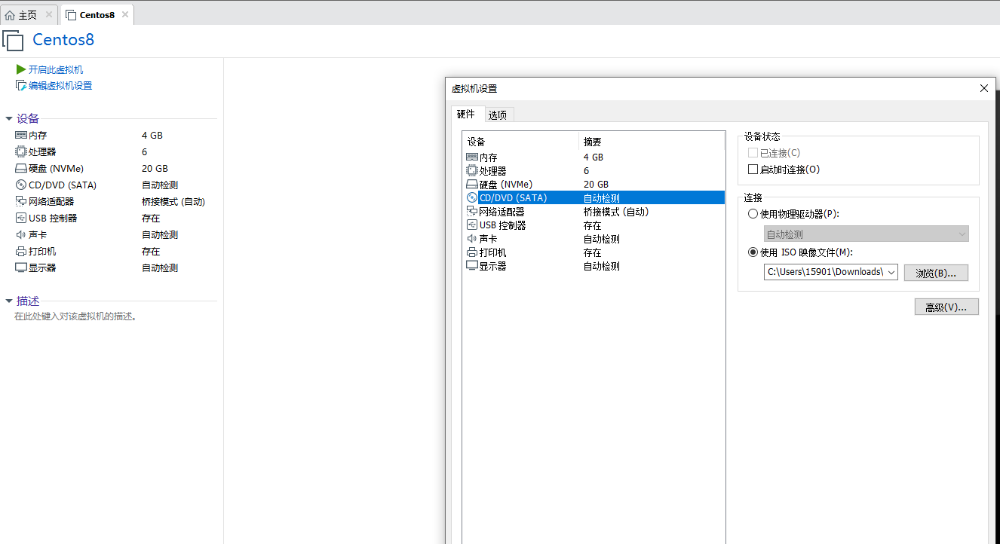 主页
Centos8
Centos8
开启此虚拟机
编辑虚拟机设置
设备
内存 4 GB
处理器 6
硬盘 (NVMe) 20 GB
CD/DVD (SATA) 自动检测
网络适配器 桥接模式 (自动)
USB 控制器 存在
声卡 自动检测
打印机 存在
显示器 自动检测
描述
在此处键入对该虚拟机的描述。
虚拟机设置
硬件 选项
设备 摘要
内存 4 GB
处理器 6
硬盘 (NVMe) 20 GB
CD/DVD (SATA) 自动检测
网络适配器 桥接模式 (自动)
USB 控制器 存在
声卡 自动检测
打印机 存在
显示器 自动检测
设备状态
已连接(C)
启动时连接(O)
连接
使用物理驱动器(P):
自动检测
使用 ISO 映像文件(M):
C:\Users\15901\Downloads\
浏览(B)...
高级(V)...